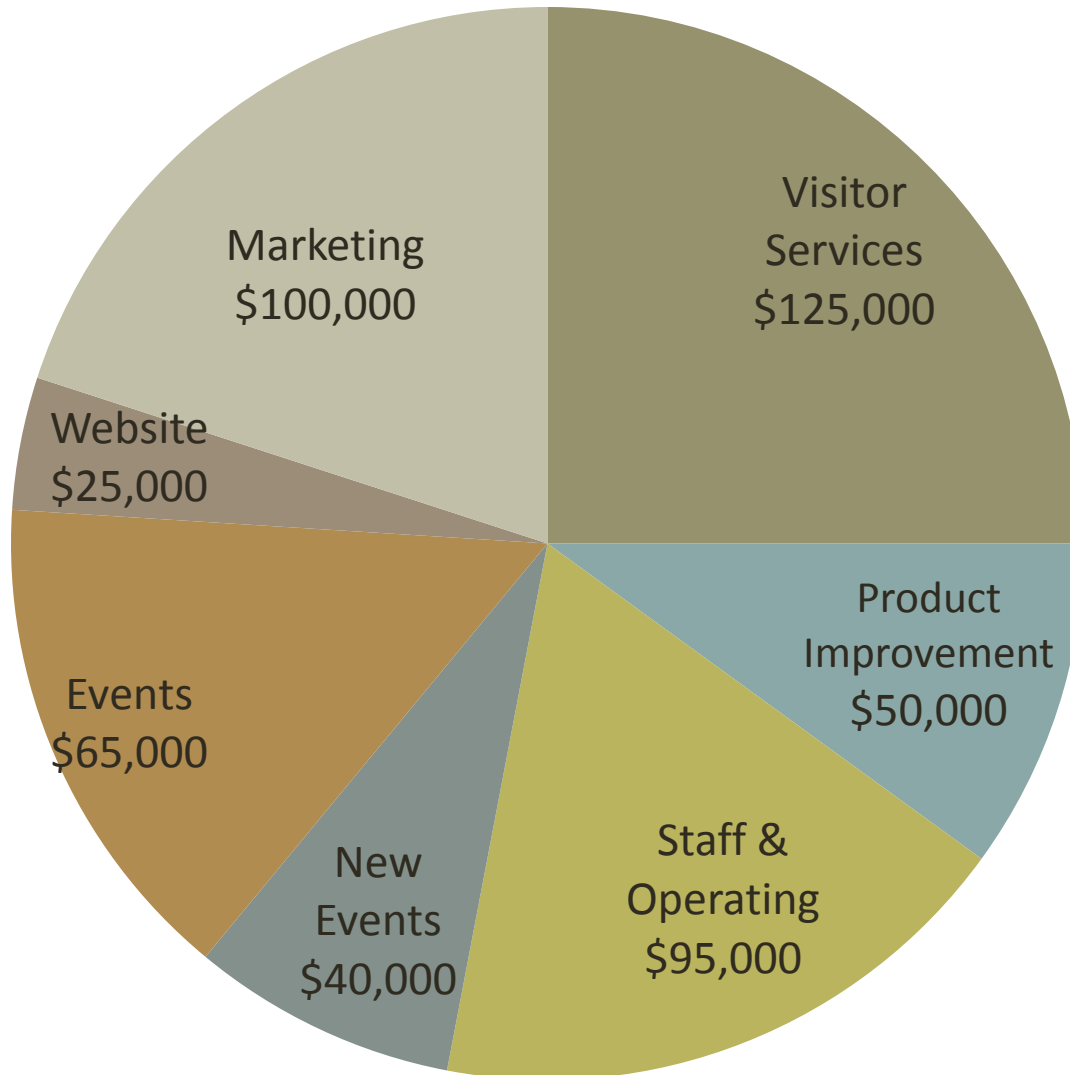 Visitor
Services
$125,000
Product
Improvement
$50,000
Staff &
Operating
$95,000
New
Events
$40,000
Events
$65,000
Website
$25,000
Marketing
$100,000